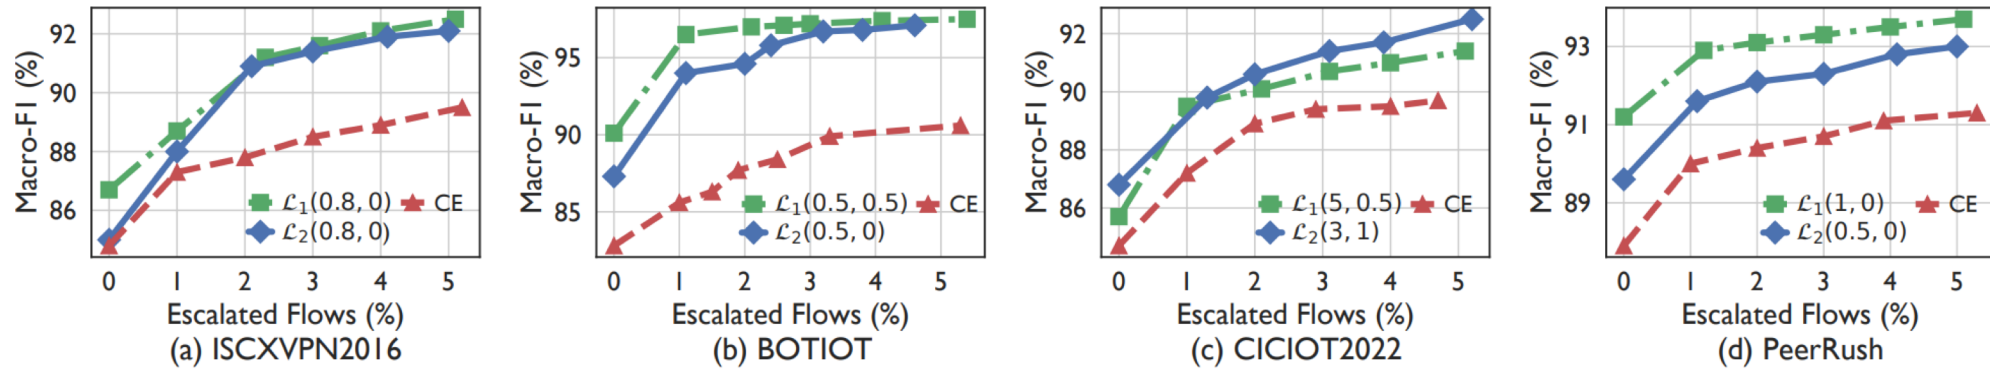 Macro-F1 (%)
92
90
88
86
ℒ₁(0.8, 0) CE
ℒ₂(0.8, 0)
0 1 2 3 4 5
Escalated Flows (%)
(a) ISCXVPN2016
Macro-F1 (%)
95
90
85
ℒ₁(0.5, 0.5) CE
ℒ₂(0.5, 0)
0 1 2 3 4 5
Escalated Flows (%)
(b) BOTIOT
Macro-F1 (%)
92
90
88
86
ℒ₁(5, 0.5) CE
ℒ₂(3, 1)
0 1 2 3 4 5
Escalated Flows (%)
(c) CICIOT2022
Macro-F1 (%)
93
91
89
ℒ₁(1, 0) CE
ℒ₂(0.5, 0)
0 1 2 3 4 5
Escalated Flows (%)
(d) PeerRush